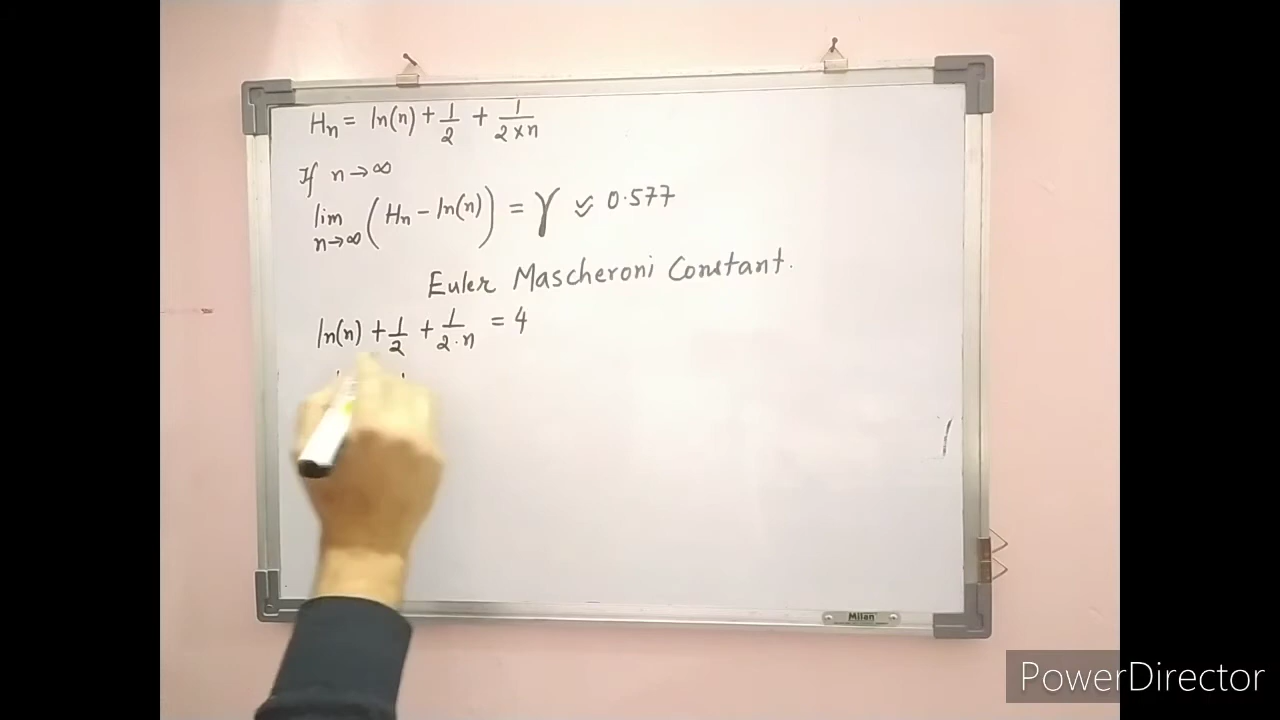 Hn = ln(n) + 1/2 + 1/(2×n)
If n→∞
lim n→∞ (Hn - ln(n)) = γ ≈ 0.577
Euler Mascheroni Constant.
ln(n) + 1/2 + 1/(2·n) = 4
Milan
PowerDirector